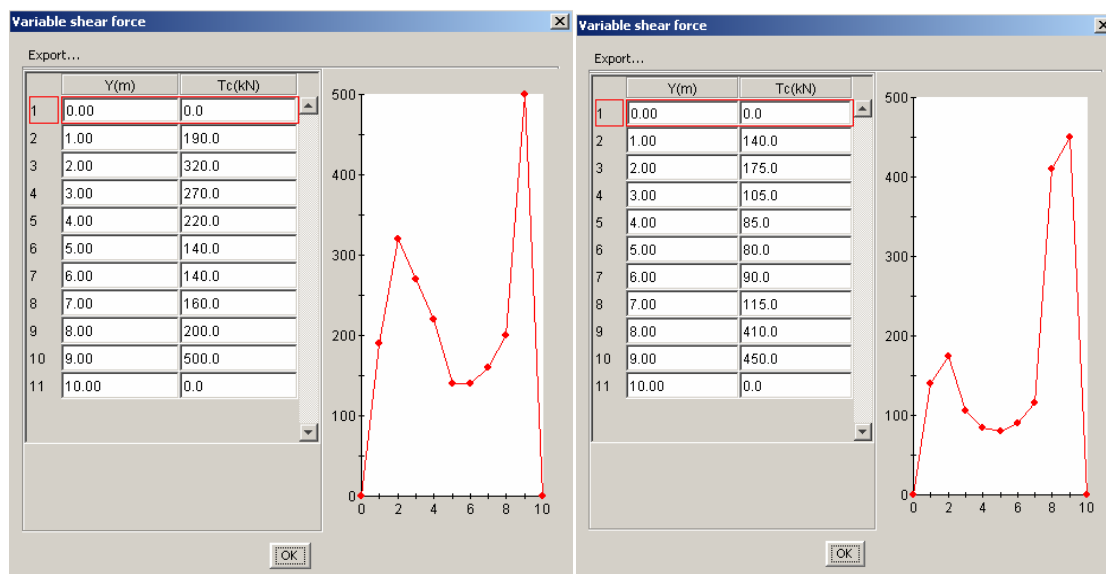 Variable shear force
Export...
Y(m) Tc(kN)
1 0.00 0.0
2 1.00 190.0
3 2.00 320.0
4 3.00 270.0
5 4.00 220.0
6 5.00 140.0
7 6.00 140.0
8 7.00 160.0
9 8.00 200.0
10 9.00 500.0
11 10.00 0.0
500
400
300
200
100
0
0 2 4 6 8 10
OK
Variable shear force
Export...
Y(m) Tc(kN)
1 0.00 0.0
2 1.00 140.0
3 2.00 175.0
4 3.00 105.0
5 4.00 85.0
6 5.00 80.0
7 6.00 90.0
8 7.00 115.0
9 8.00 410.0
10 9.00 450.0
11 10.00 0.0
500
400
300
200
100
0
0 2 4 6 8 10
OK